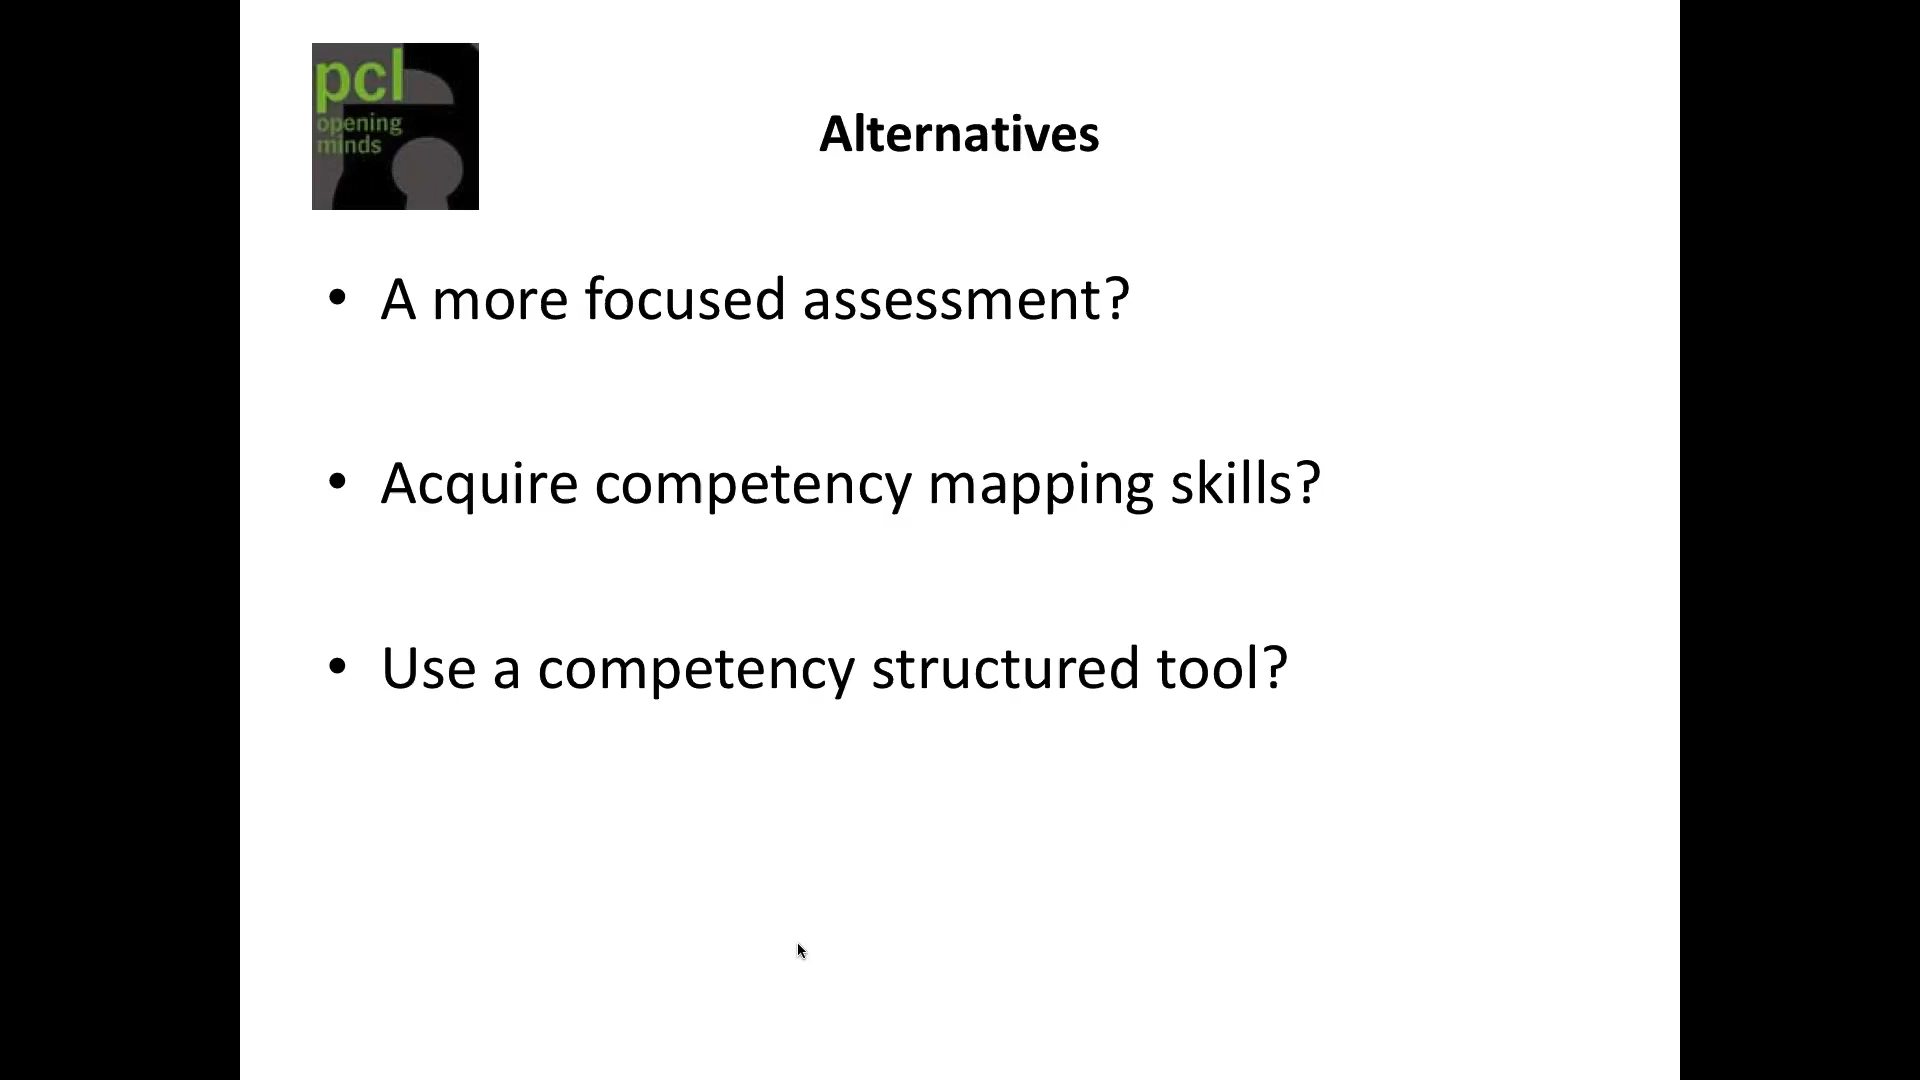 pcl
opening
minds
Alternatives
• A more focused assessment?
• Acquire competency mapping skills?
• Use a competency structured tool?